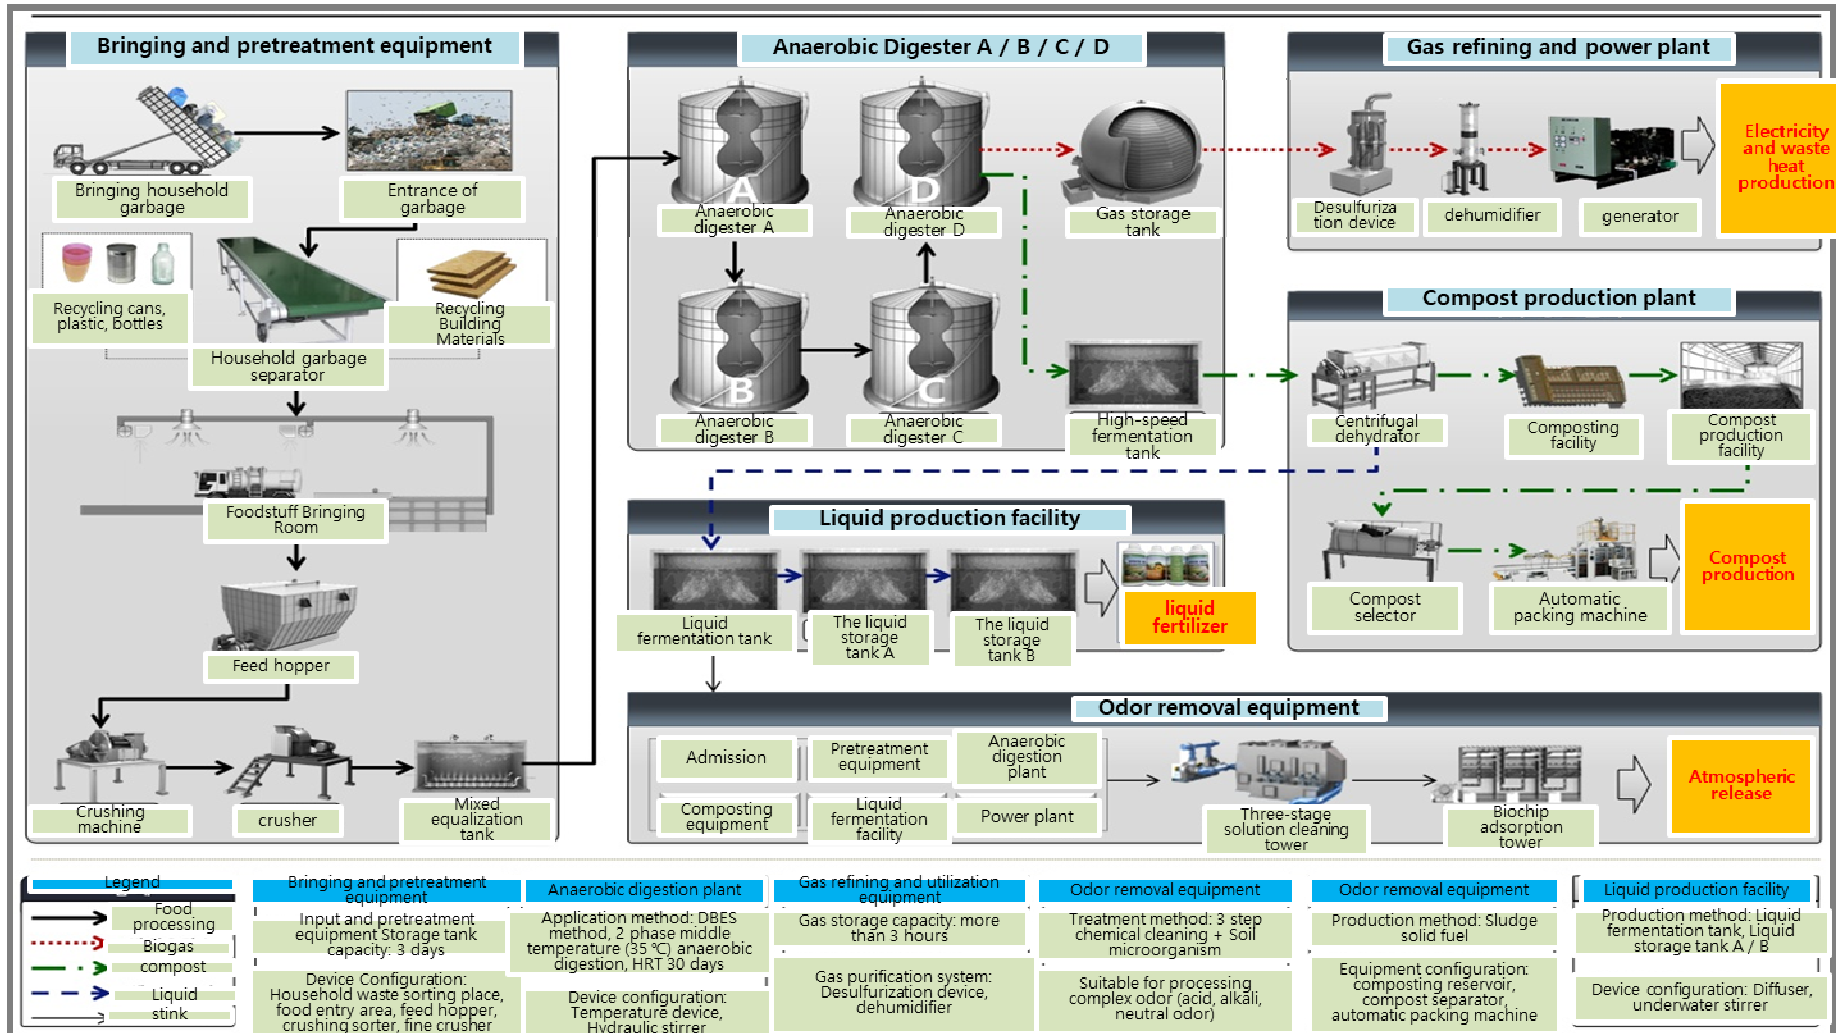 Bringing and pretreatment equipment
Bringing household
garbage
Entrance of
garbage
Recycling cans,
plastic, bottles
Recycling
Building
Materials
Household garbage
separator
Foodstuff Bringing
Room
Feed hopper
Crushing
machine
crusher
Mixed
equalization
tank
Anaerobic Digester A / B / C / D
A
D
Anaerobic
digester A
Anaerobic
digester D
Gas storage
tank
B
C
Anaerobic
digester B
Anaerobic
digester C
High-speed
fermentation
tank
Gas refining and power plant
Desulfuriza
tion device
dehumidifier
generator
Electricity
and waste
heat
production
Compost production plant
Centrifugal
dehydrator
Composting
facility
Compost
production
facility
Compost
selector
Automatic
packing machine
Compost
production
Liquid production facility
Liquid
fermentation tank
The liquid
storage
tank A
The liquid
storage
tank B
liquid
fertilizer
Odor removal equipment
Admission
Pretreatment
equipment
Anaerobic
digestion
plant
Composting
equipment
Liquid
fermentation
facility
Power plant
Three-stage
solution cleaning
tower
Biochip
adsorption
tower
Atmospheric
release
Legend
Food
processing
Biogas
compost
Liquid
stink
Bringing and pretreatment
equipment
Input and pretreatment
equipment Storage tank
capacity: 3 days
Device Configuration:
Household waste sorting place,
food entry area, feed hopper,
crushing sorter, fine crusher
Anaerobic digestion plant
Application method: DBES
method, 2 phase middle
temperature (35℃) anaerobic
digestion, HRT 30 days
Device configuration:
Temperature device,
Hydraulic stirrer
Gas refining and utilization
equipment
Gas storage capacity: more
than 3 hours
Gas purification system:
Desulfurization device,
dehumidifier
Odor removal equipment
Treatment method: 3 step
chemical cleaning + Soil
microorganism
Suitable for processing
complex odor (acid, alkali,
neutral odor)
Odor removal equipment
Production method: Sludge
solid fuel
Equipment configuration:
composting reservoir,
compost separator,
automatic packing machine
Liquid production facility
Production method: Liquid
fermentation tank, Liquid
storage tank A / B
Device configuration: Diffuser,
underwater stirrer